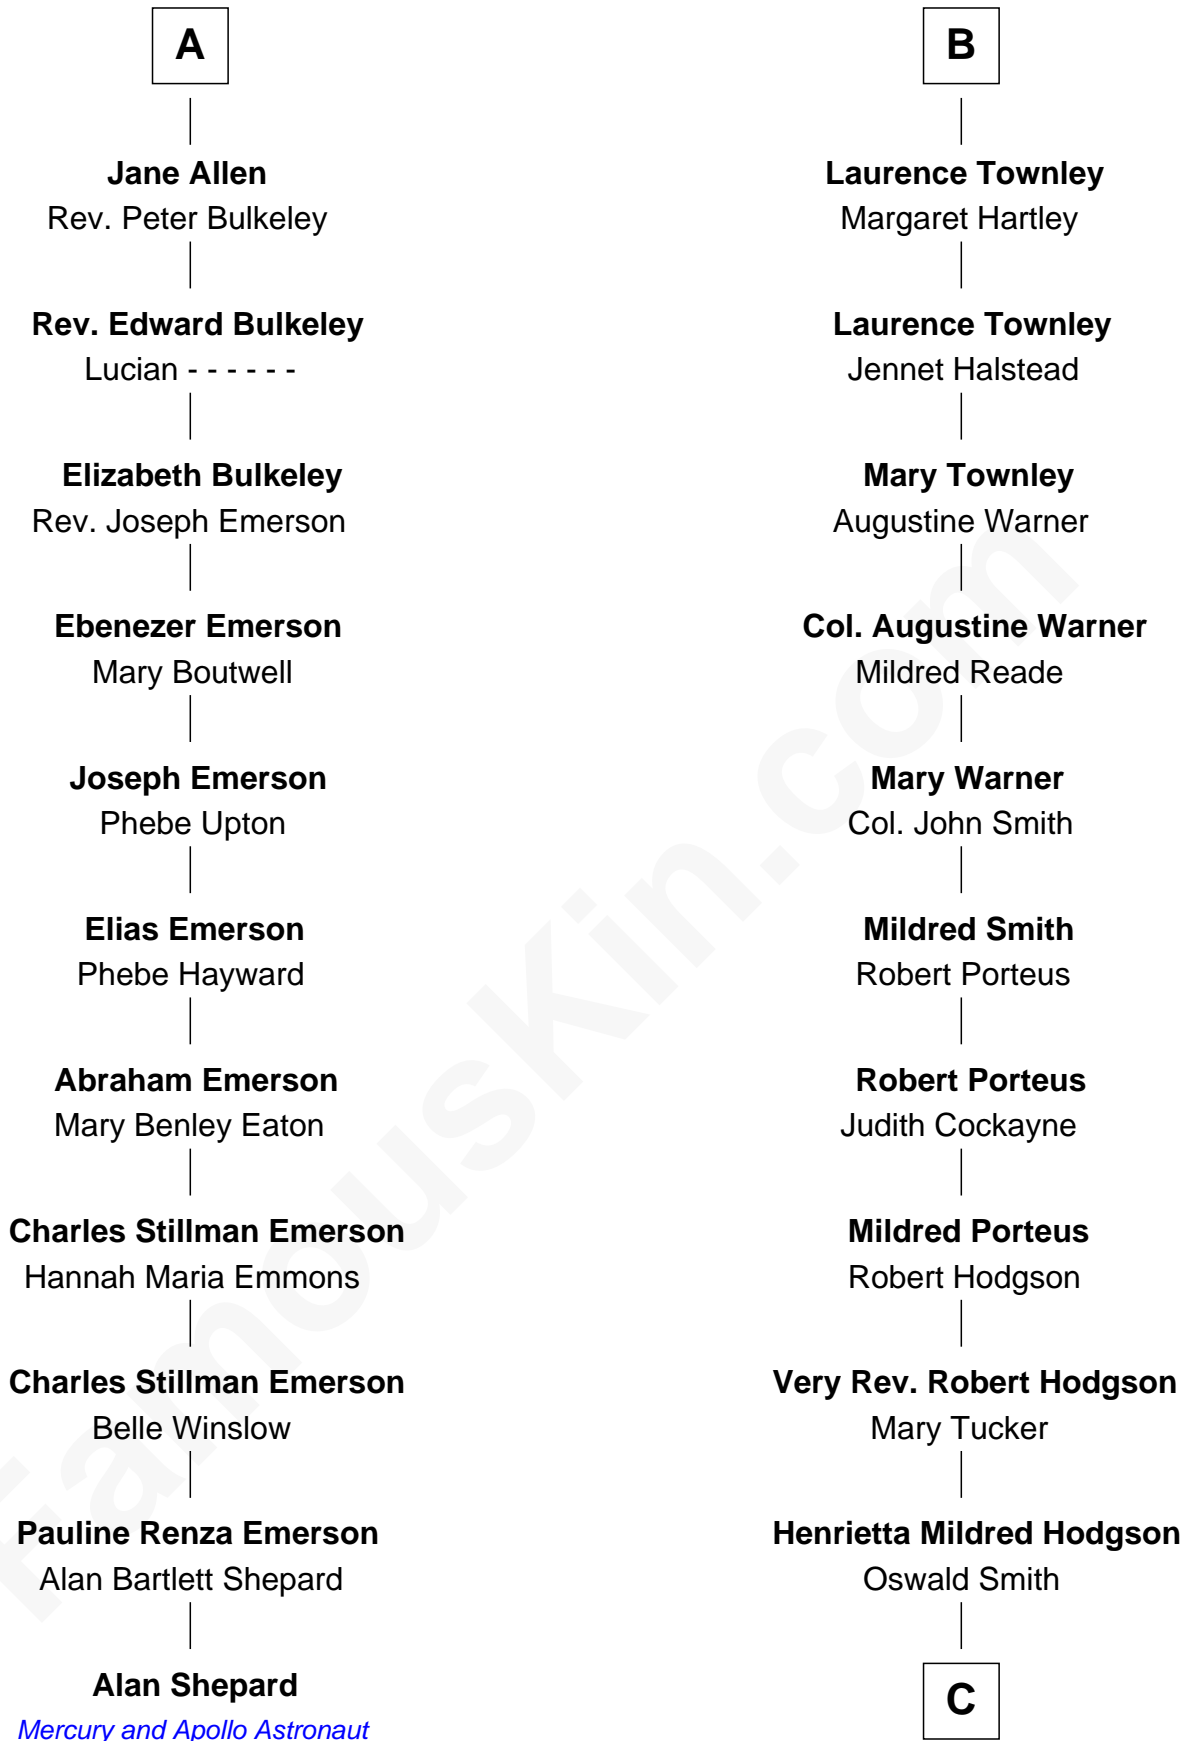 A
Jane Allen
Rev. Peter Bulkeley
Rev. Edward Bulkeley
Lucian - - - - - -
Elizabeth Bulkeley
Rev. Joseph Emerson
Ebenezer Emerson
Mary Boutwell
Joseph Emerson
Phebe Upton
Elias Emerson
Phebe Hayward
Abraham Emerson
Mary Benley Eaton
Charles Stillman Emerson
Hannah Maria Emmons
Charles Stillman Emerson
Belle Winslow
Pauline Renza Emerson
Alan Bartlett Shepard
Alan Shepard
Mercury and Apollo Astronaut
B
Laurence Townley
Margaret Hartley
Laurence Townley
Jennet Halstead
Mary Townley
Augustine Warner
Col. Augustine Warner
Mildred Reade
Mary Warner
Col. John Smith
Mildred Smith
Robert Porteus
Robert Porteus
Judith Cockayne
Mildred Porteus
Robert Hodgson
Very Rev. Robert Hodgson
Mary Tucker
Henrietta Mildred Hodgson
Oswald Smith
C
FamousKin.com